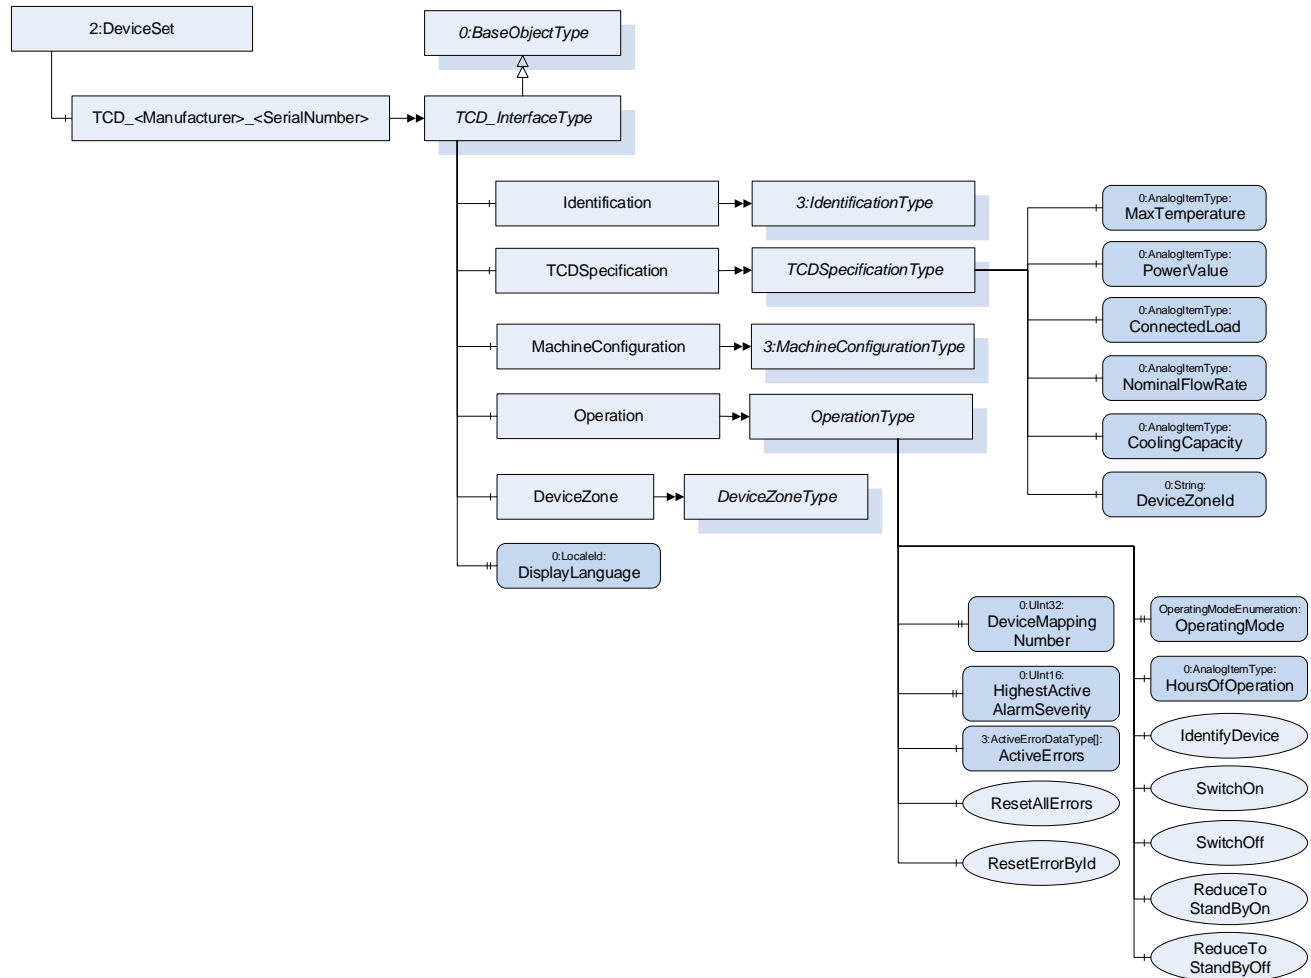 2:DeviceSet
0:BaseObjectType
TCD_<Manufacturer>_<SerialNumber>
TCD_InterfaceType
Identification
3:IdentificationType
0:AnalogItemType:
MaxTemperature
TCDSpecification
TCDSpecificationType
0:AnalogItemType:
PowerValue
0:AnalogItemType:
ConnectedLoad
MachineConfiguration
3:MachineConfigurationType
0:AnalogItemType:
NominalFlowRate
Operation
OperationType
0:AnalogItemType:
CoolingCapacity
DeviceZone
DeviceZoneType
0:String:
DeviceZoneId
0:LocaleId:
DisplayLanguage
0:UInt32:
DeviceMapping
Number
OperatingModeEnumeration:
OperatingMode
0:UInt16:
HighestActive
AlarmSeverity
0:AnalogItemType:
HoursOfOperation
3:ActiveErrorDataType[]:
ActiveErrors
IdentifyDevice
ResetAllErrors
SwitchOn
SwitchOff
ResetErrorById
ReduceTo
StandByOn
ReduceTo
StandByOff